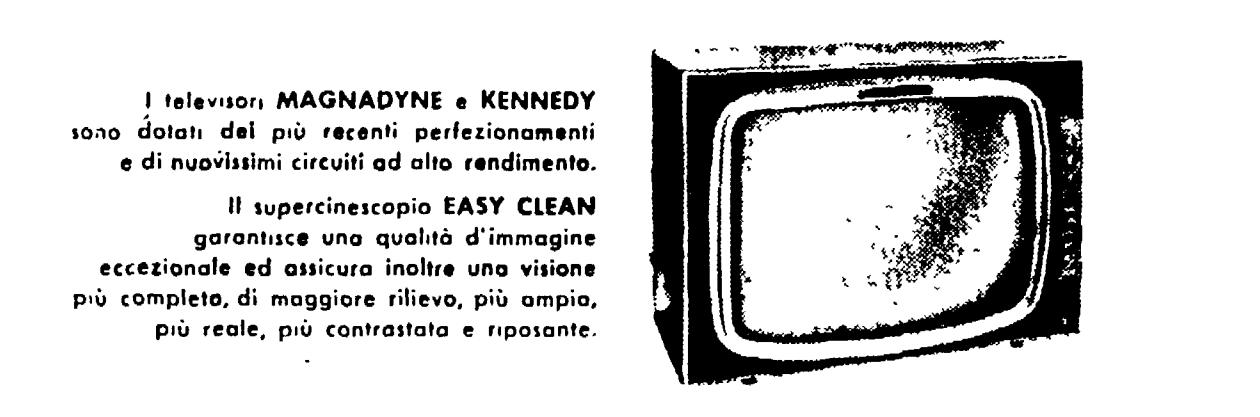 I televisori MAGNADYNE e KENNEDY
sono dotati dei più recenti perfezionamenti
e di nuovissimi circuiti ad alto rendimento.
Il supercinescopio EASY CLEAN
garantisce una qualità d'immagine
eccezionale ed assicura inoltre una visione
più completa, di maggiore rilievo, più ampia,
più reale, più contrastata e riposante.